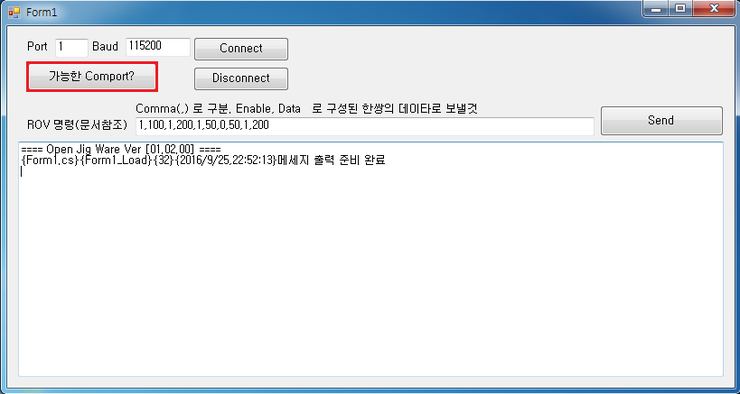 Form1
Port 1 Baud 115200 Connect
가능한 Comport? Disconnect
Comma(,) 로 구분, Enable, Data 로 구성된 한쌍의 데이타로 보낼것
ROV 명령(문서참조) 1,100,1,200,1,50,0,50,1,200 Send
==== Open Jig Ware Ver [01.02.00] ====
{Form1.cs}{Form1_Load}{32}{2016/9/25,22:52:13}메세지 출력 준비 완료